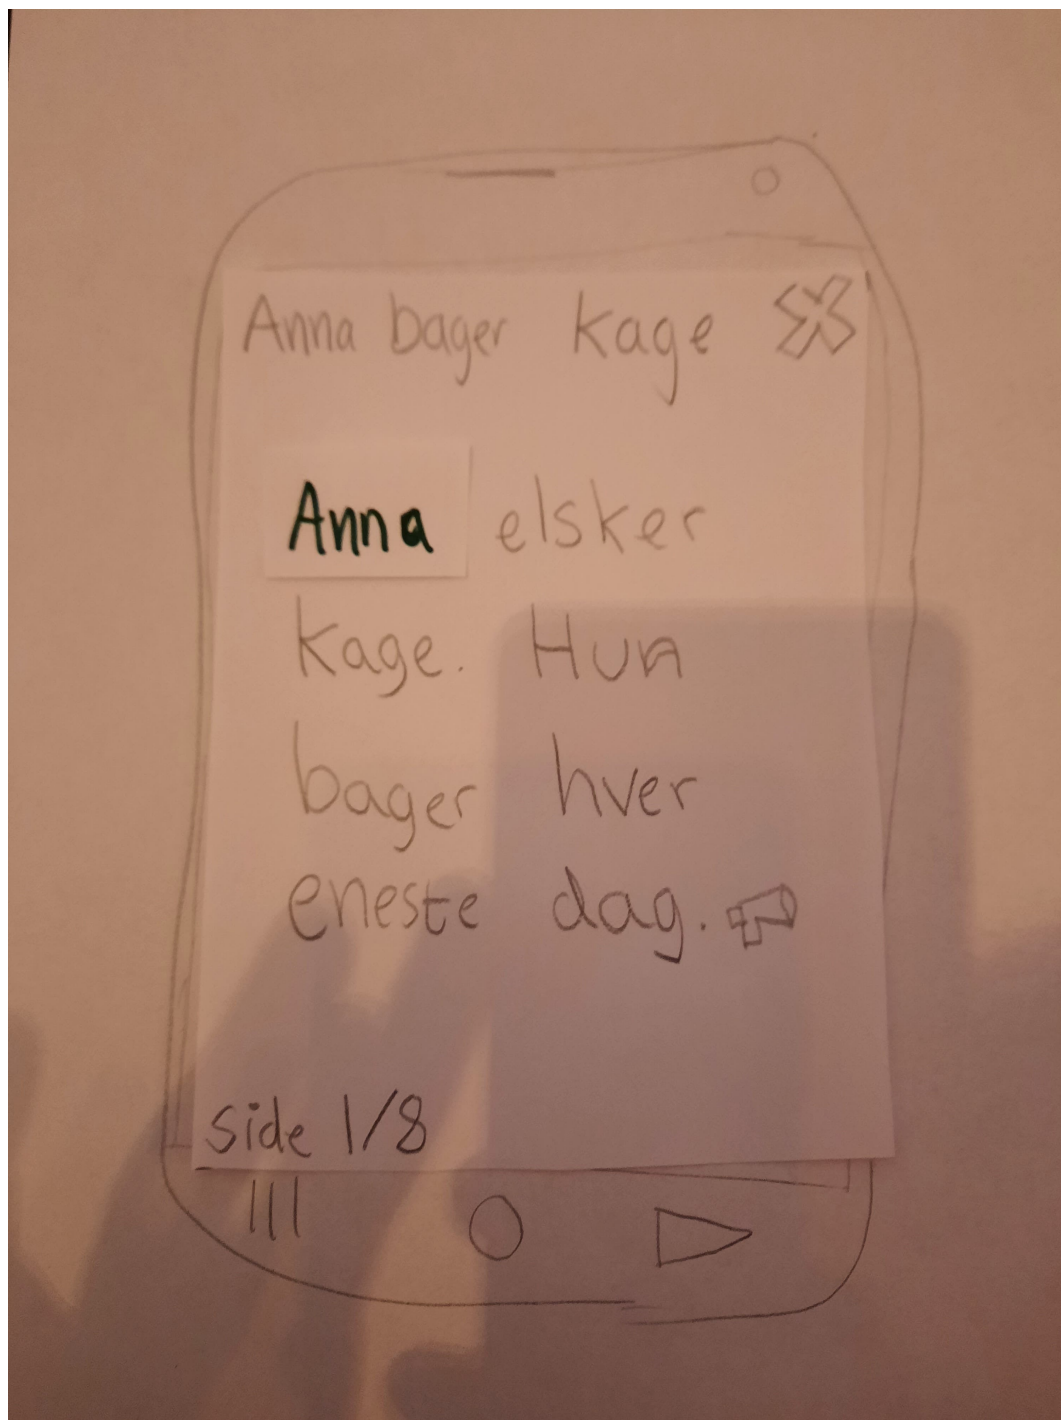 Anna bager kage
Anna elsker
kage. Hun
bager hver
eneste dag.
side 1/8